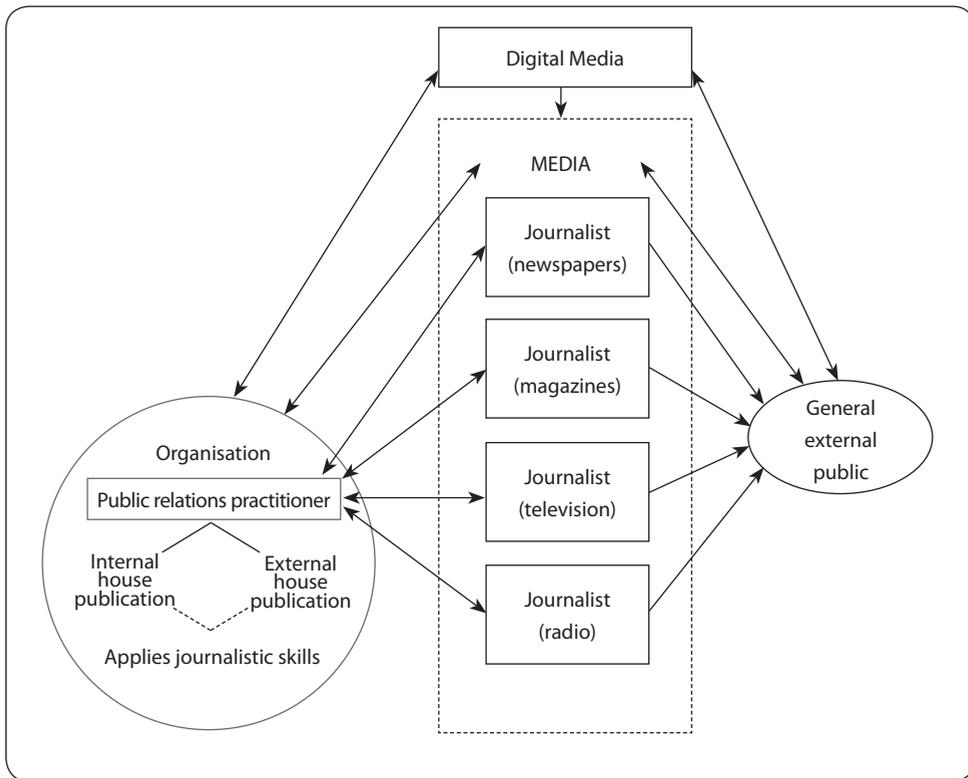 Digital Media
MEDIA
Journalist
(newspapers)
Journalist
(magazines)
Journalist
(television)
Journalist
(radio)
General
external
public
Organisation
Public relations practitioner
Internal
house
publication
External
house
publication
Applies journalistic skills